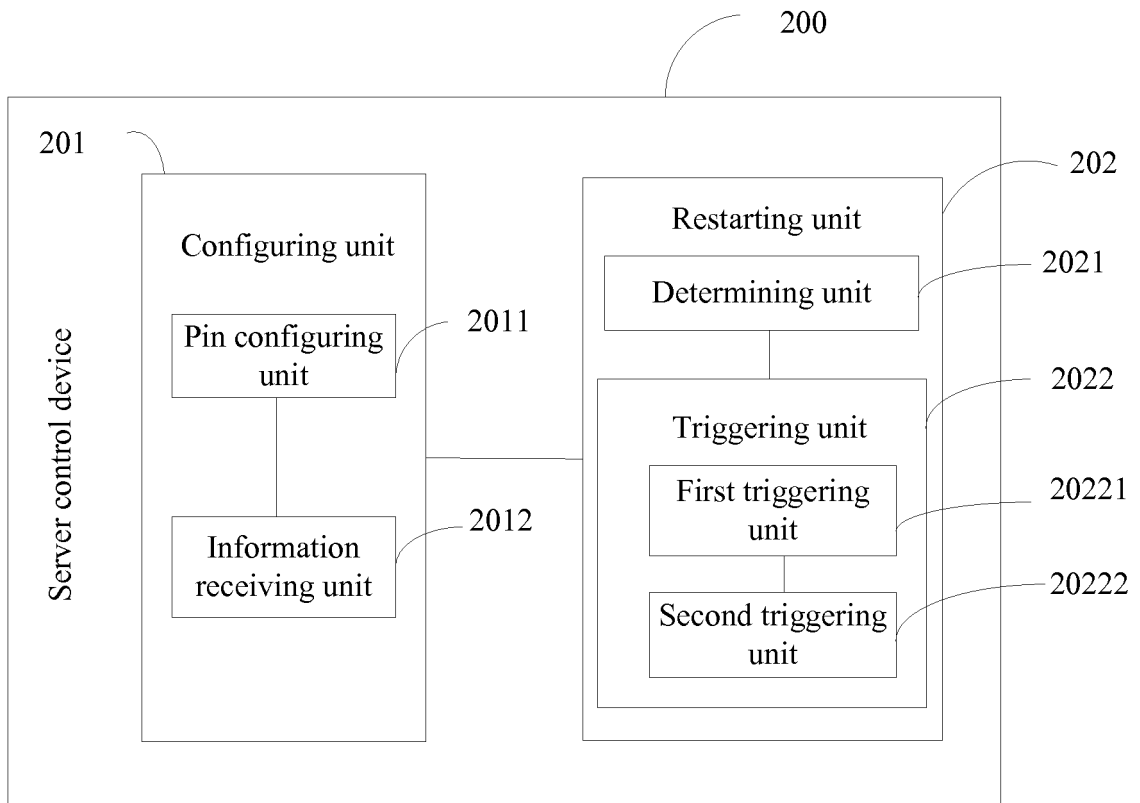 200
201
202
Configuring unit
Restarting unit
2021
Determining unit
Pin configuring
unit
2011
2022
Triggering unit
Server control device
First triggering
unit
20221
Information
receiving unit
2012
Second triggering
unit
20222